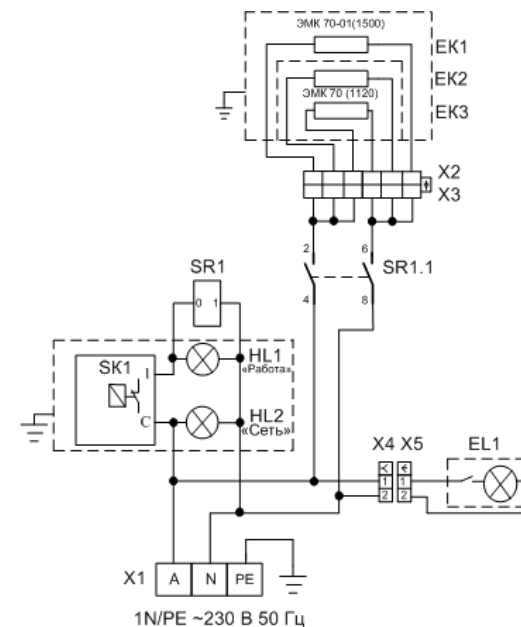 ЭМК 70-01(1500)
EK1
EK2
ЭМК 70 (1120)
EK3
X2
X3
2
6
SR1.1
4
8
SR1
0 1
SK1
1
HL1
«Работа»
C
HL2
«Сеть»
X4 X5
EL1
1 1
2 2
X1
A N PE
1N/PE ~230 В 50 Гц